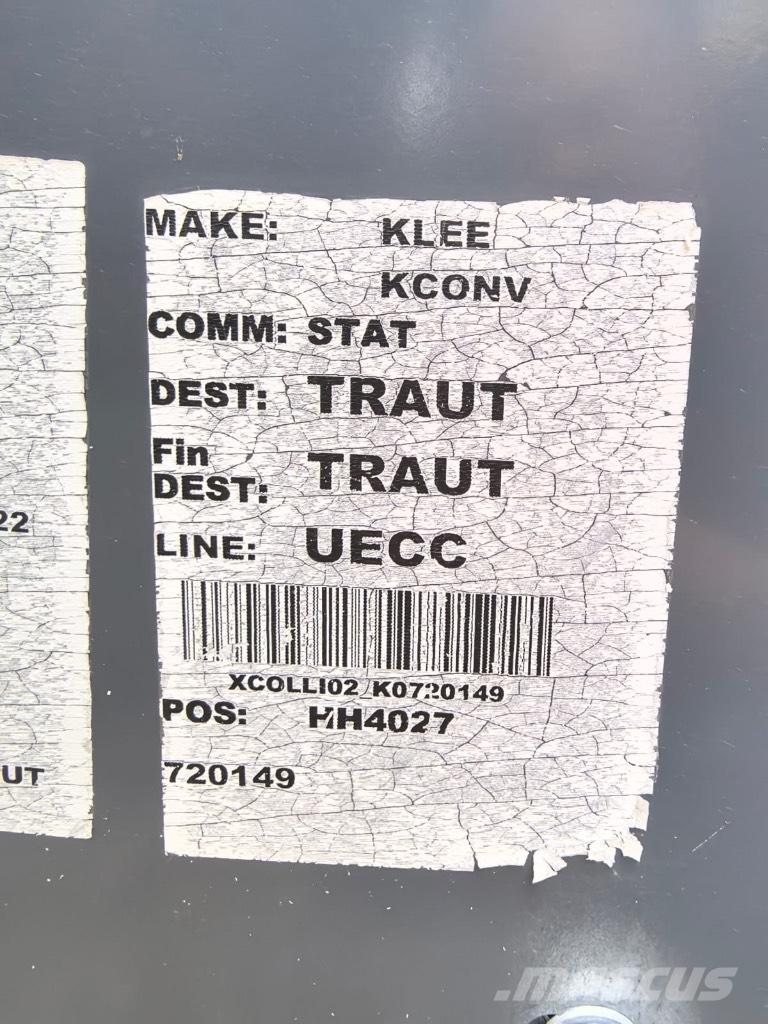 22
UT
MAKE: KLEE
KCONV
COMM: STAT
DEST: TRAUT
Fin DEST: TRAUT
LINE: UECC
XCOLLI02 K0720149
POS: HH4027
720149
mascus